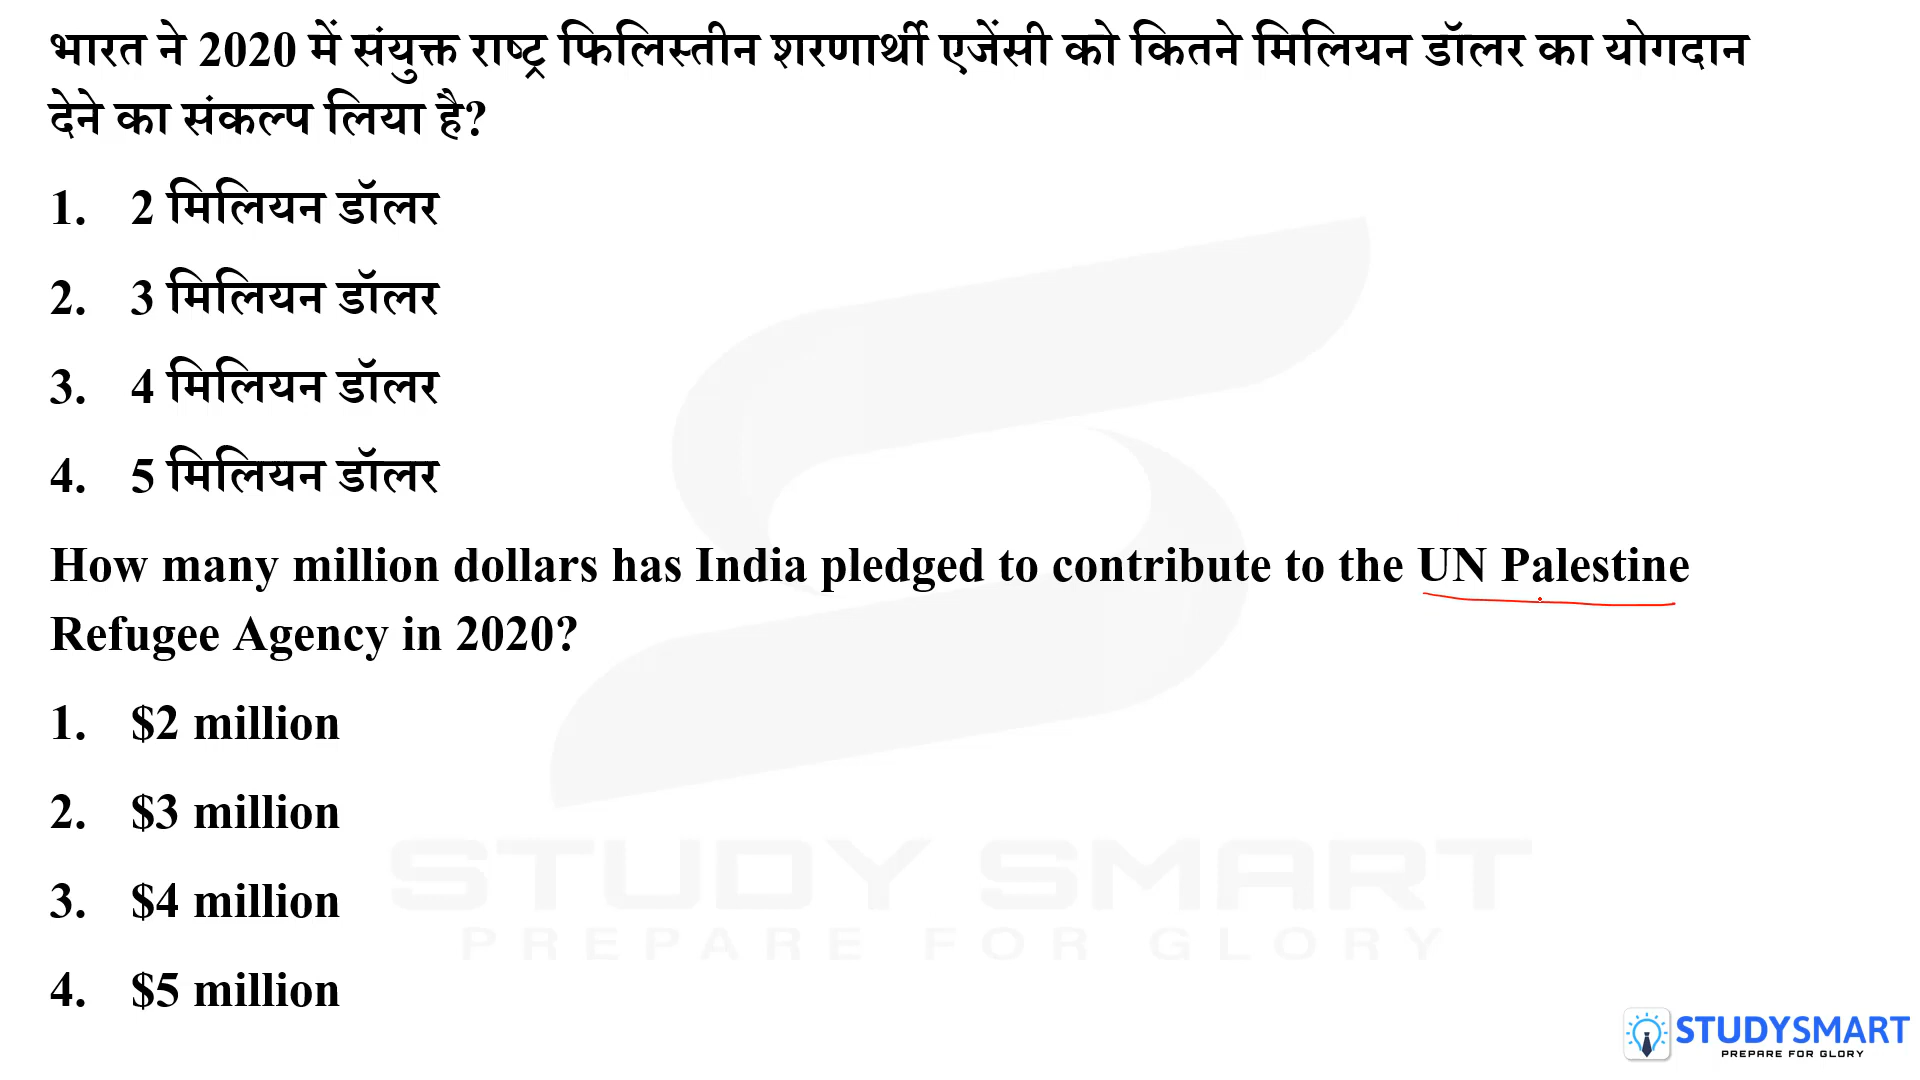 भारत ने 2020 में संयुक्त राष्ट्र फिलिस्तीन शरणार्थी एजेंसी को कितने मिलियन डॉलर का योगदान
देने का संकल्प लिया है?
1. 2 मिलियन डॉलर
2. 3 मिलियन डॉलर
3. 4 मिलियन डॉलर
4. 5 मिलियन डॉलर
How many million dollars has India pledged to contribute to the UN Palestine
Refugee Agency in 2020?
1. $2 million
2. $3 million
3. $4 million
4. $5 million
STUDY SMART
PREPARE FOR GLORY
STUDYSMART
PREPARE FOR GLORY